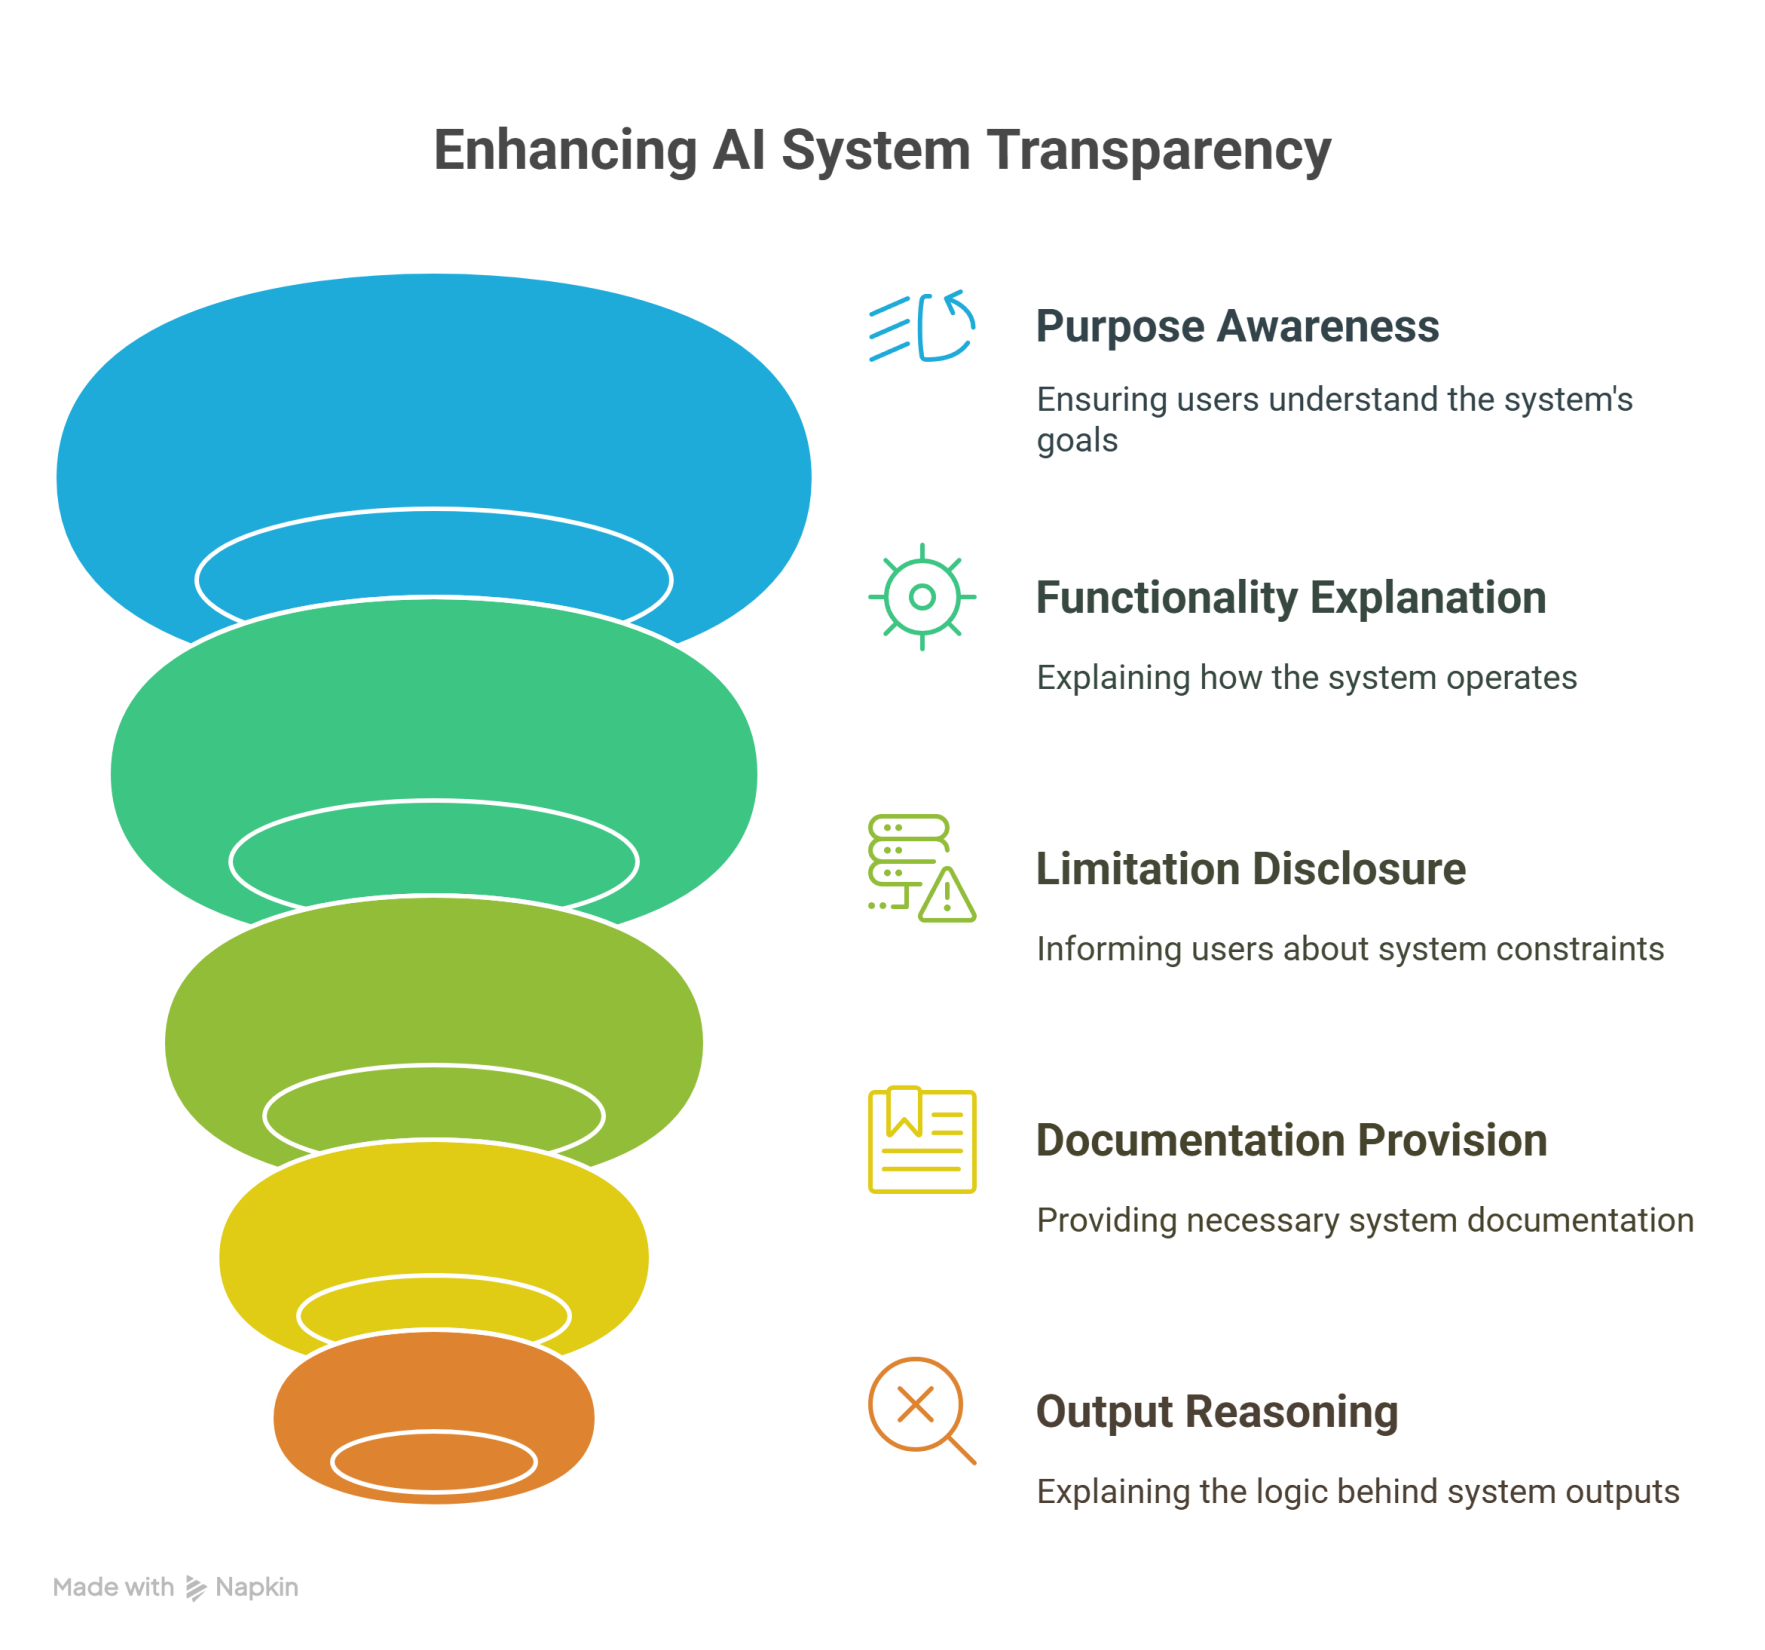 Enhancing AI System Transparency
Purpose Awareness
Ensuring users understand the system's
goals
Functionality Explanation
Explaining how the system operates
Limitation Disclosure
Informing users about system constraints
Documentation Provision
Providing necessary system documentation
Output Reasoning
Explaining the logic behind system outputs
Made with Napkin